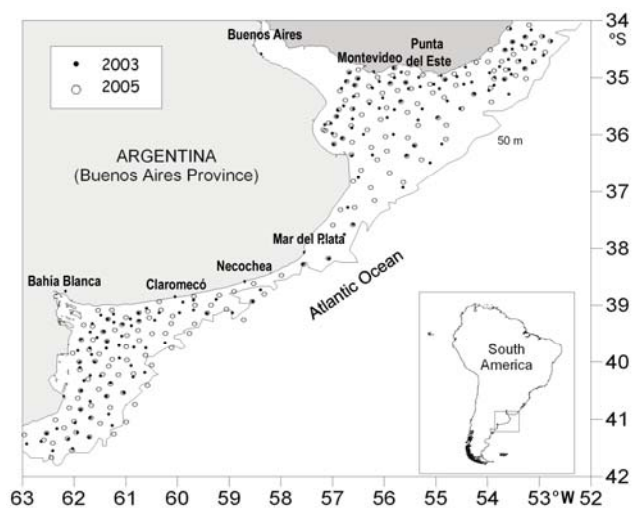 34
°S
35
36
37
38
39
40
41
42
2003
2005
Buenos Aires
Montevideo
Punta
del Este
50 m
ARGENTINA
(Buenos Aires Province)
Mar del Plata
Necochea
Claromecó
Bahía Blanca
Atlantic Ocean
South
America
63 62 61 60 59 58 57 56 55 54 53°W 52